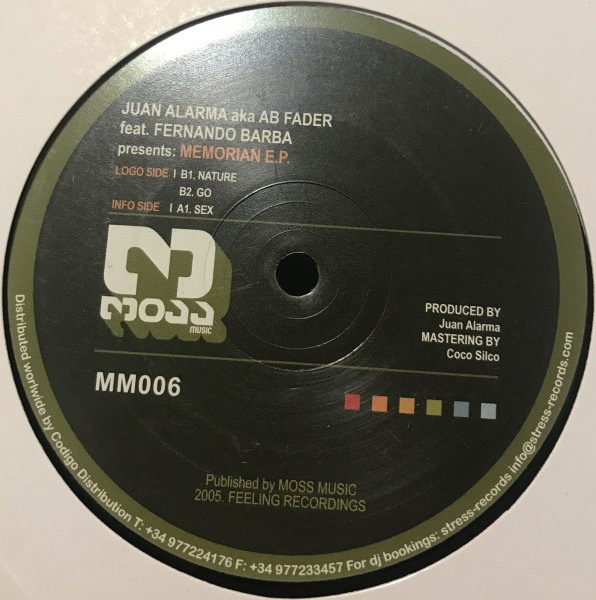 JUAN ALARMA aka AB FADER
feat. FERNANDO BARBA
presents: MEMORIAN E.P.
LOGO SIDE | B1. NATURE
B2. GO
INFO SIDE | A1. SEX
MOSS
MUSIC
PRODUCED BY
Juan Alarma
MASTERING BY
Coco Silco
MM006
Published by MOSS MUSIC
2005. FEELING RECORDINGS
Distributed worlwide by Codigo Distribution T: +34 977224176 F: +34 977233457 For dj bookings: stress-records info@stress-records.com